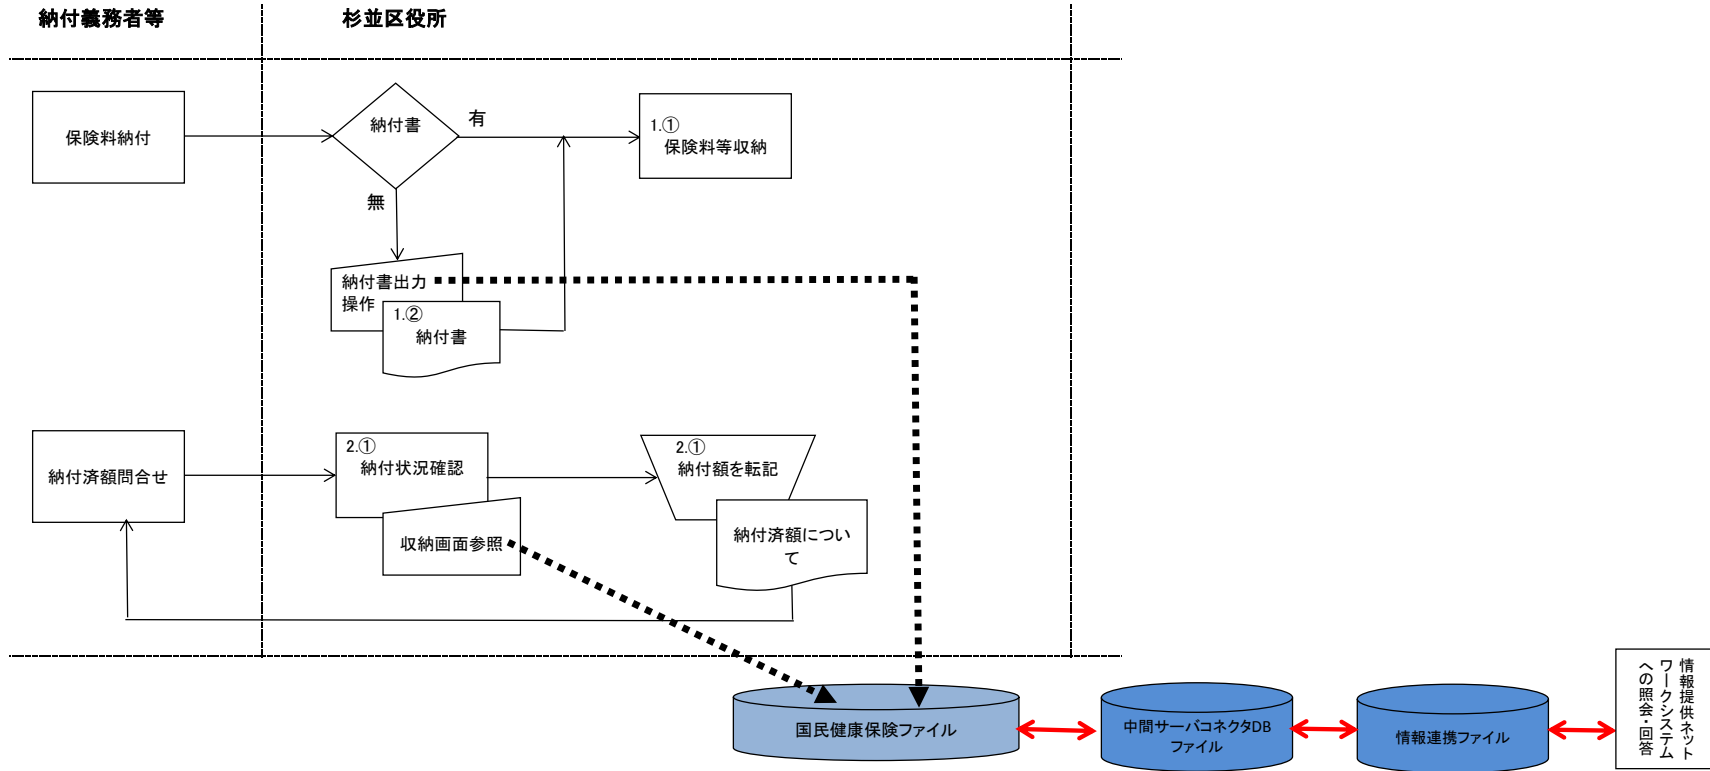 納付義務者等
杉並区役所
保険料納付
納付書
有
1.①
保険料等収納
無
納付書出力
操作
1.②
納付書
納付済額問合せ
2.①
納付状況確認
収納画面参照
2.①
納付額を転記
納付済額につい
て
国民健康保険ファイル
中間サーバコネクタDB
ファイル
情報連携ファイル
情報提供ネット
ワークシステム
への照会・回答